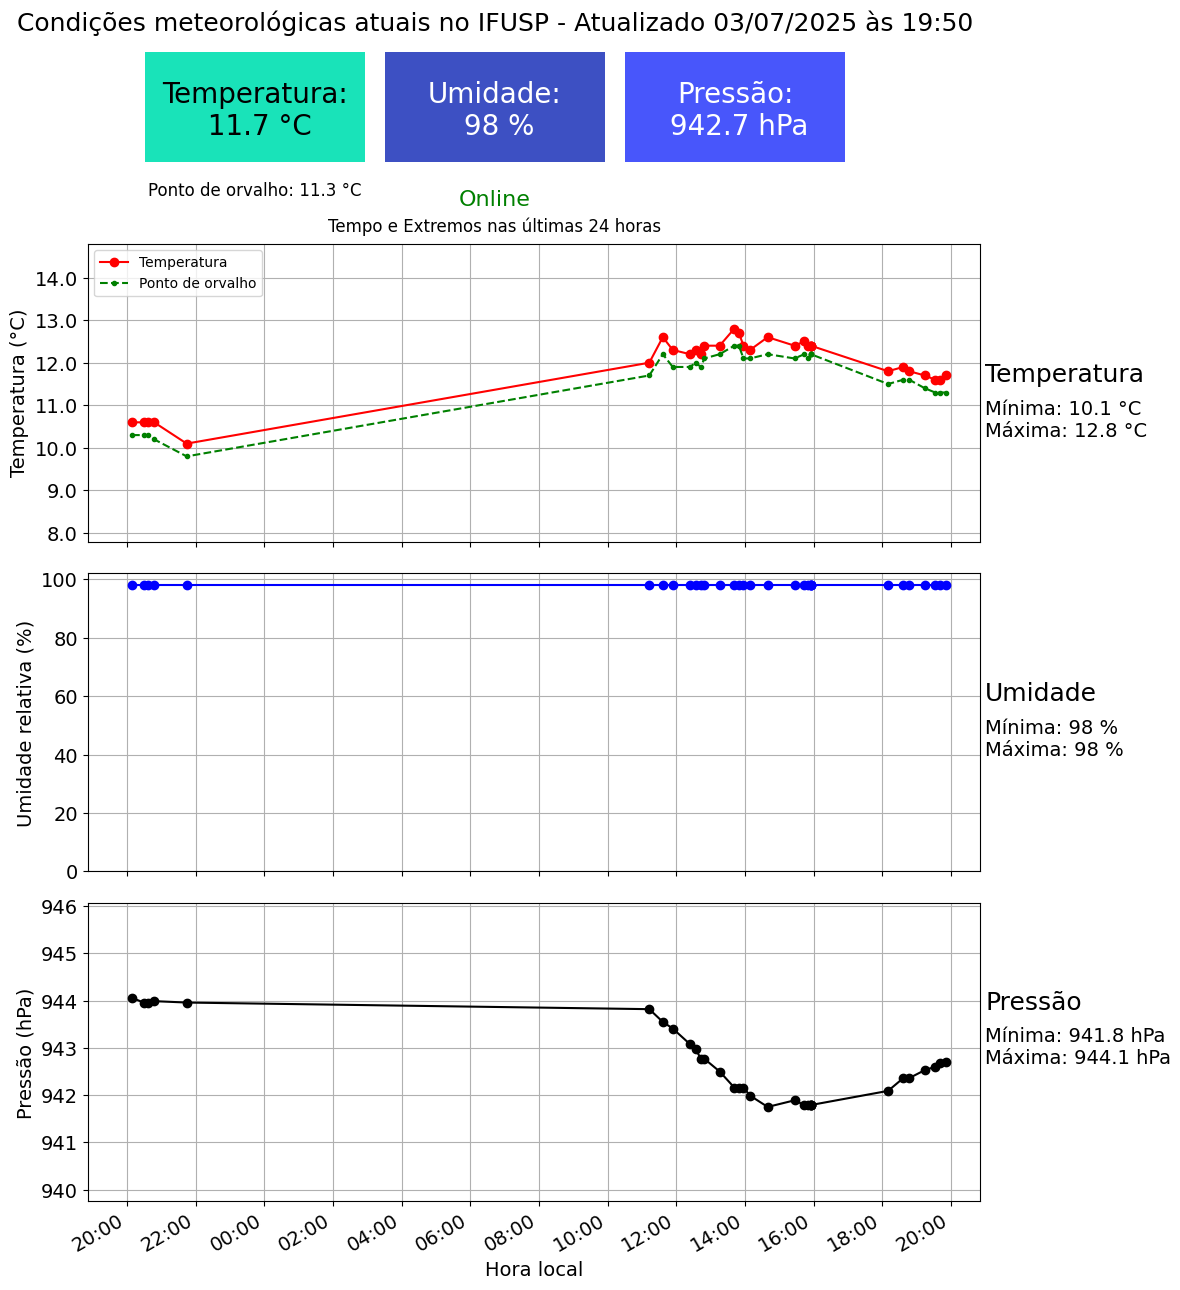 Condições meteorológicas atuais no IFUSP - Atualizado 03/07/2025 às 19:50
Temperatura:
11.7 °C
Umidade:
98 %
Pressão:
942.7 hPa
Ponto de orvalho: 11.3 °C
Online
Tempo e Extremos nas últimas 24 horas
Temperatura
Ponto de orvalho
Temperatura (°C)
14.0
13.0
12.0
11.0
10.0
9.0
8.0
Temperatura
Mínima: 10.1 °C
Máxima: 12.8 °C
Umidade relativa (%)
100
80
60
40
20
0
Umidade
Mínima: 98 %
Máxima: 98 %
Pressão (hPa)
946
945
944
943
942
941
940
Pressão
Mínima: 941.8 hPa
Máxima: 944.1 hPa
20:00 22:00 00:00 02:00 04:00 06:00 08:00 10:00 12:00 14:00 16:00 18:00 20:00
Hora local